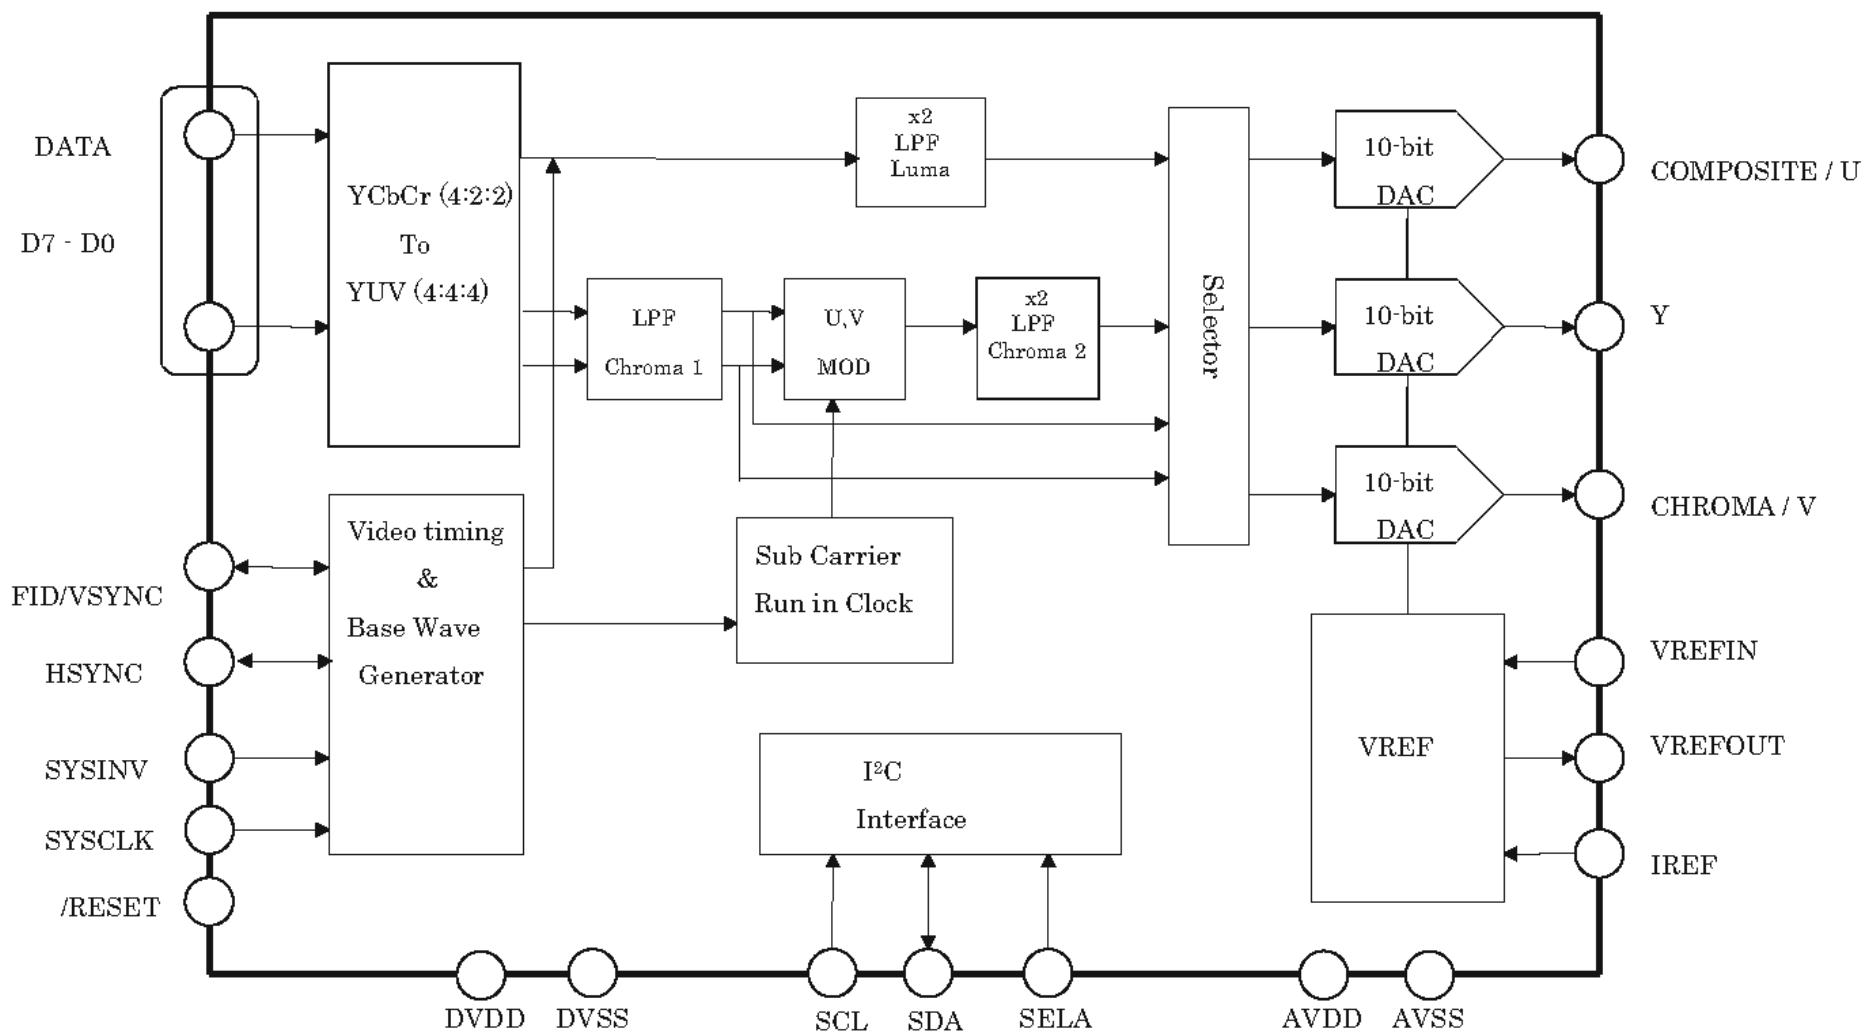 DATA
D7 - D0
FID/VSYNC
HSYNC
SYSINV
SYSCLK
/RESET
YCbCr (4:2:2)
To
YUV (4:4:4)
Video timing
&
Base Wave
Generator
LPF
Chroma 1
U,V
MOD
x2
LPF
Luma
x2
LPF
Chroma 2
Sub Carrier
Run in Clock
I²C
Interface
Selector
10-bit
DAC
10-bit
DAC
10-bit
DAC
VREF
COMPOSITE / U
Y
CHROMA / V
VREFIN
VREFOUT
IREF
DVDD
DVSS
SCL
SDA
SELA
AVDD
AVSS